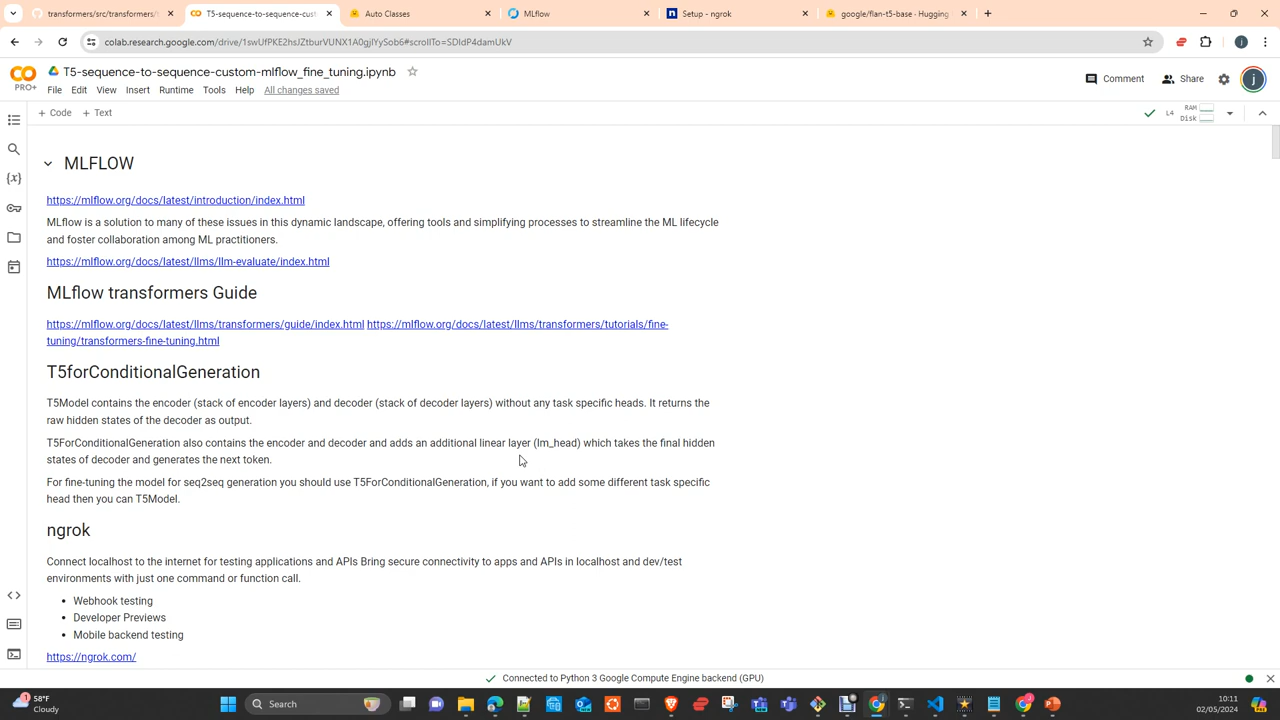 transformers/src/transformers/
T5-sequence-to-sequence-cust
Auto Classes
MLflow
Setup - ngrok
google/flan-t5-base · Hugging
colab.research.google.com/drive/1swUfPKE2hsJZtburVUNX1A0gjIYySob6#scrollTo=SDIdP4damUkV
T5-sequence-to-sequence-custom-mlflow_fine_tuning.ipynb
PRO+
File Edit View Insert Runtime Tools Help All changes saved
Comment Share j
+ Code + Text
L4 RAM Disk
MLFLOW
https://mlflow.org/docs/latest/introduction/index.html
MLflow is a solution to many of these issues in this dynamic landscape, offering tools and simplifying processes to streamline the ML lifecycle
and foster collaboration among ML practitioners.
https://mlflow.org/docs/latest/llms/llm-evaluate/index.html
MLflow transformers Guide
https://mlflow.org/docs/latest/llms/transformers/guide/index.html https://mlflow.org/docs/latest/llms/transformers/tutorials/fine-
tuning/transformers-fine-tuning.html
T5forConditionalGeneration
T5Model contains the encoder (stack of encoder layers) and decoder (stack of decoder layers) without any task specific heads. It returns the
raw hidden states of the decoder as output.
T5ForConditionalGeneration also contains the encoder and decoder and adds an additional linear layer (lm_head) which takes the final hidden
states of decoder and generates the next token.
For fine-tuning the model for seq2seq generation you should use T5ForConditionalGeneration, if you want to add some different task specific
head then you can T5Model.
ngrok
Connect localhost to the internet for testing applications and APIs Bring secure connectivity to apps and APIs in localhost and dev/test
environments with just one command or function call.
• Webhook testing
• Developer Previews
• Mobile backend testing
https://ngrok.com/
Connected to Python 3 Google Compute Engine backend (GPU)
58°F
Cloudy
Search
10:11
02/05/2024